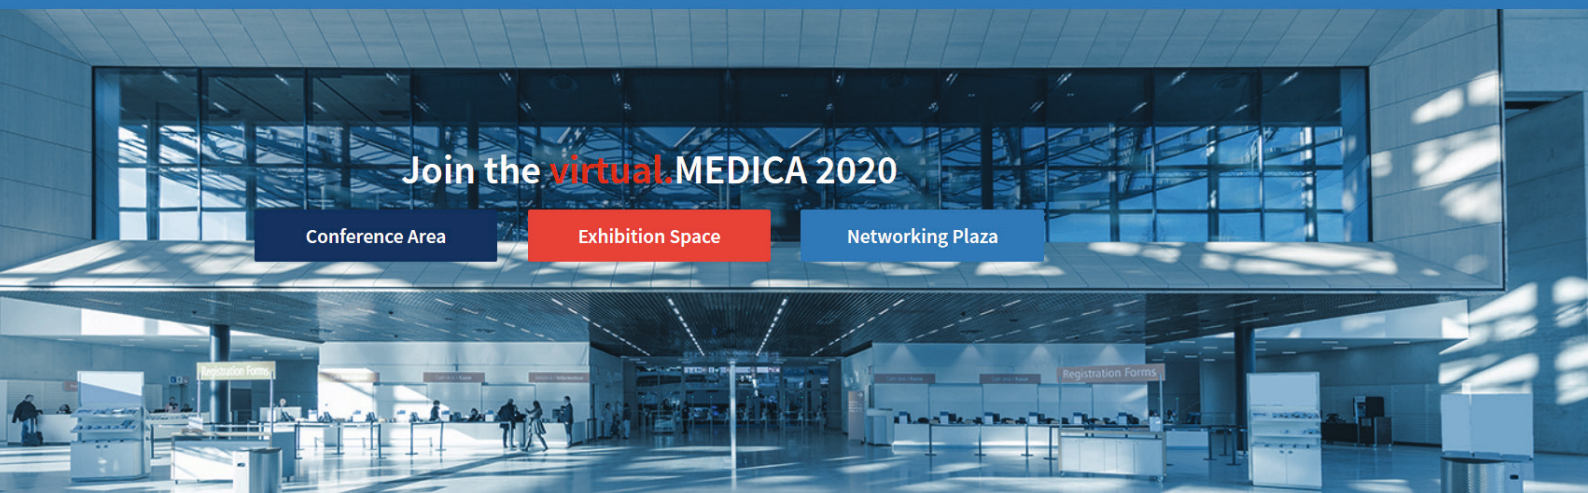 Join the virtual.MEDICA 2020
Conference Area
Exhibition Space
Networking Plaza
Registration Forms
Registration Forms